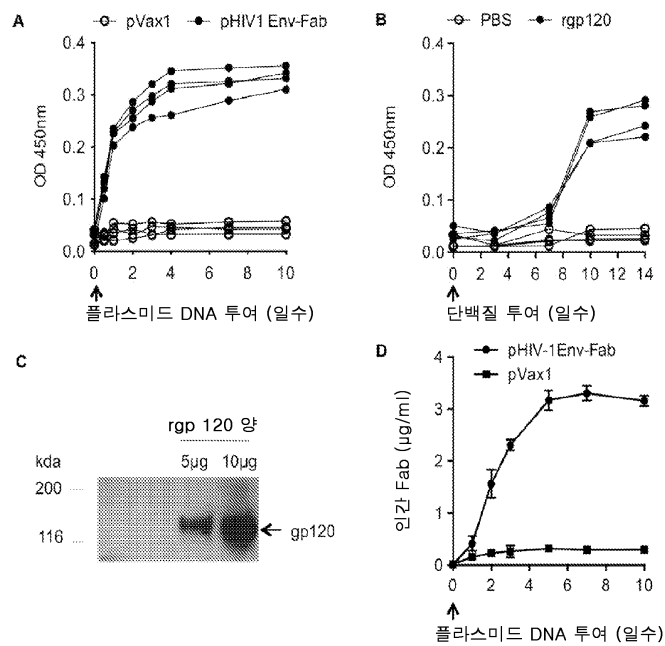 A
pVax1
pHIV1 Env-Fab
OD 450nm
0.4
0.3
0.2
0.1
0.0
0 2 4 6 8 10
플라스미드 DNA 투여 (일수)
B
PBS
rgp120
OD 450nm
0.4
0.3
0.2
0.1
0.0
0 2 4 6 8 10 12 14
단백질 투여 (일수)
C
rgp 120 양
kda 5µg 10µg
200
116
gp120
D
pHIV-1Env-Fab
pVax1
인간 Fab (µg/ml)
4
3
2
1
0
0 2 4 6 8 10
플라스미드 DNA 투여 (일수)